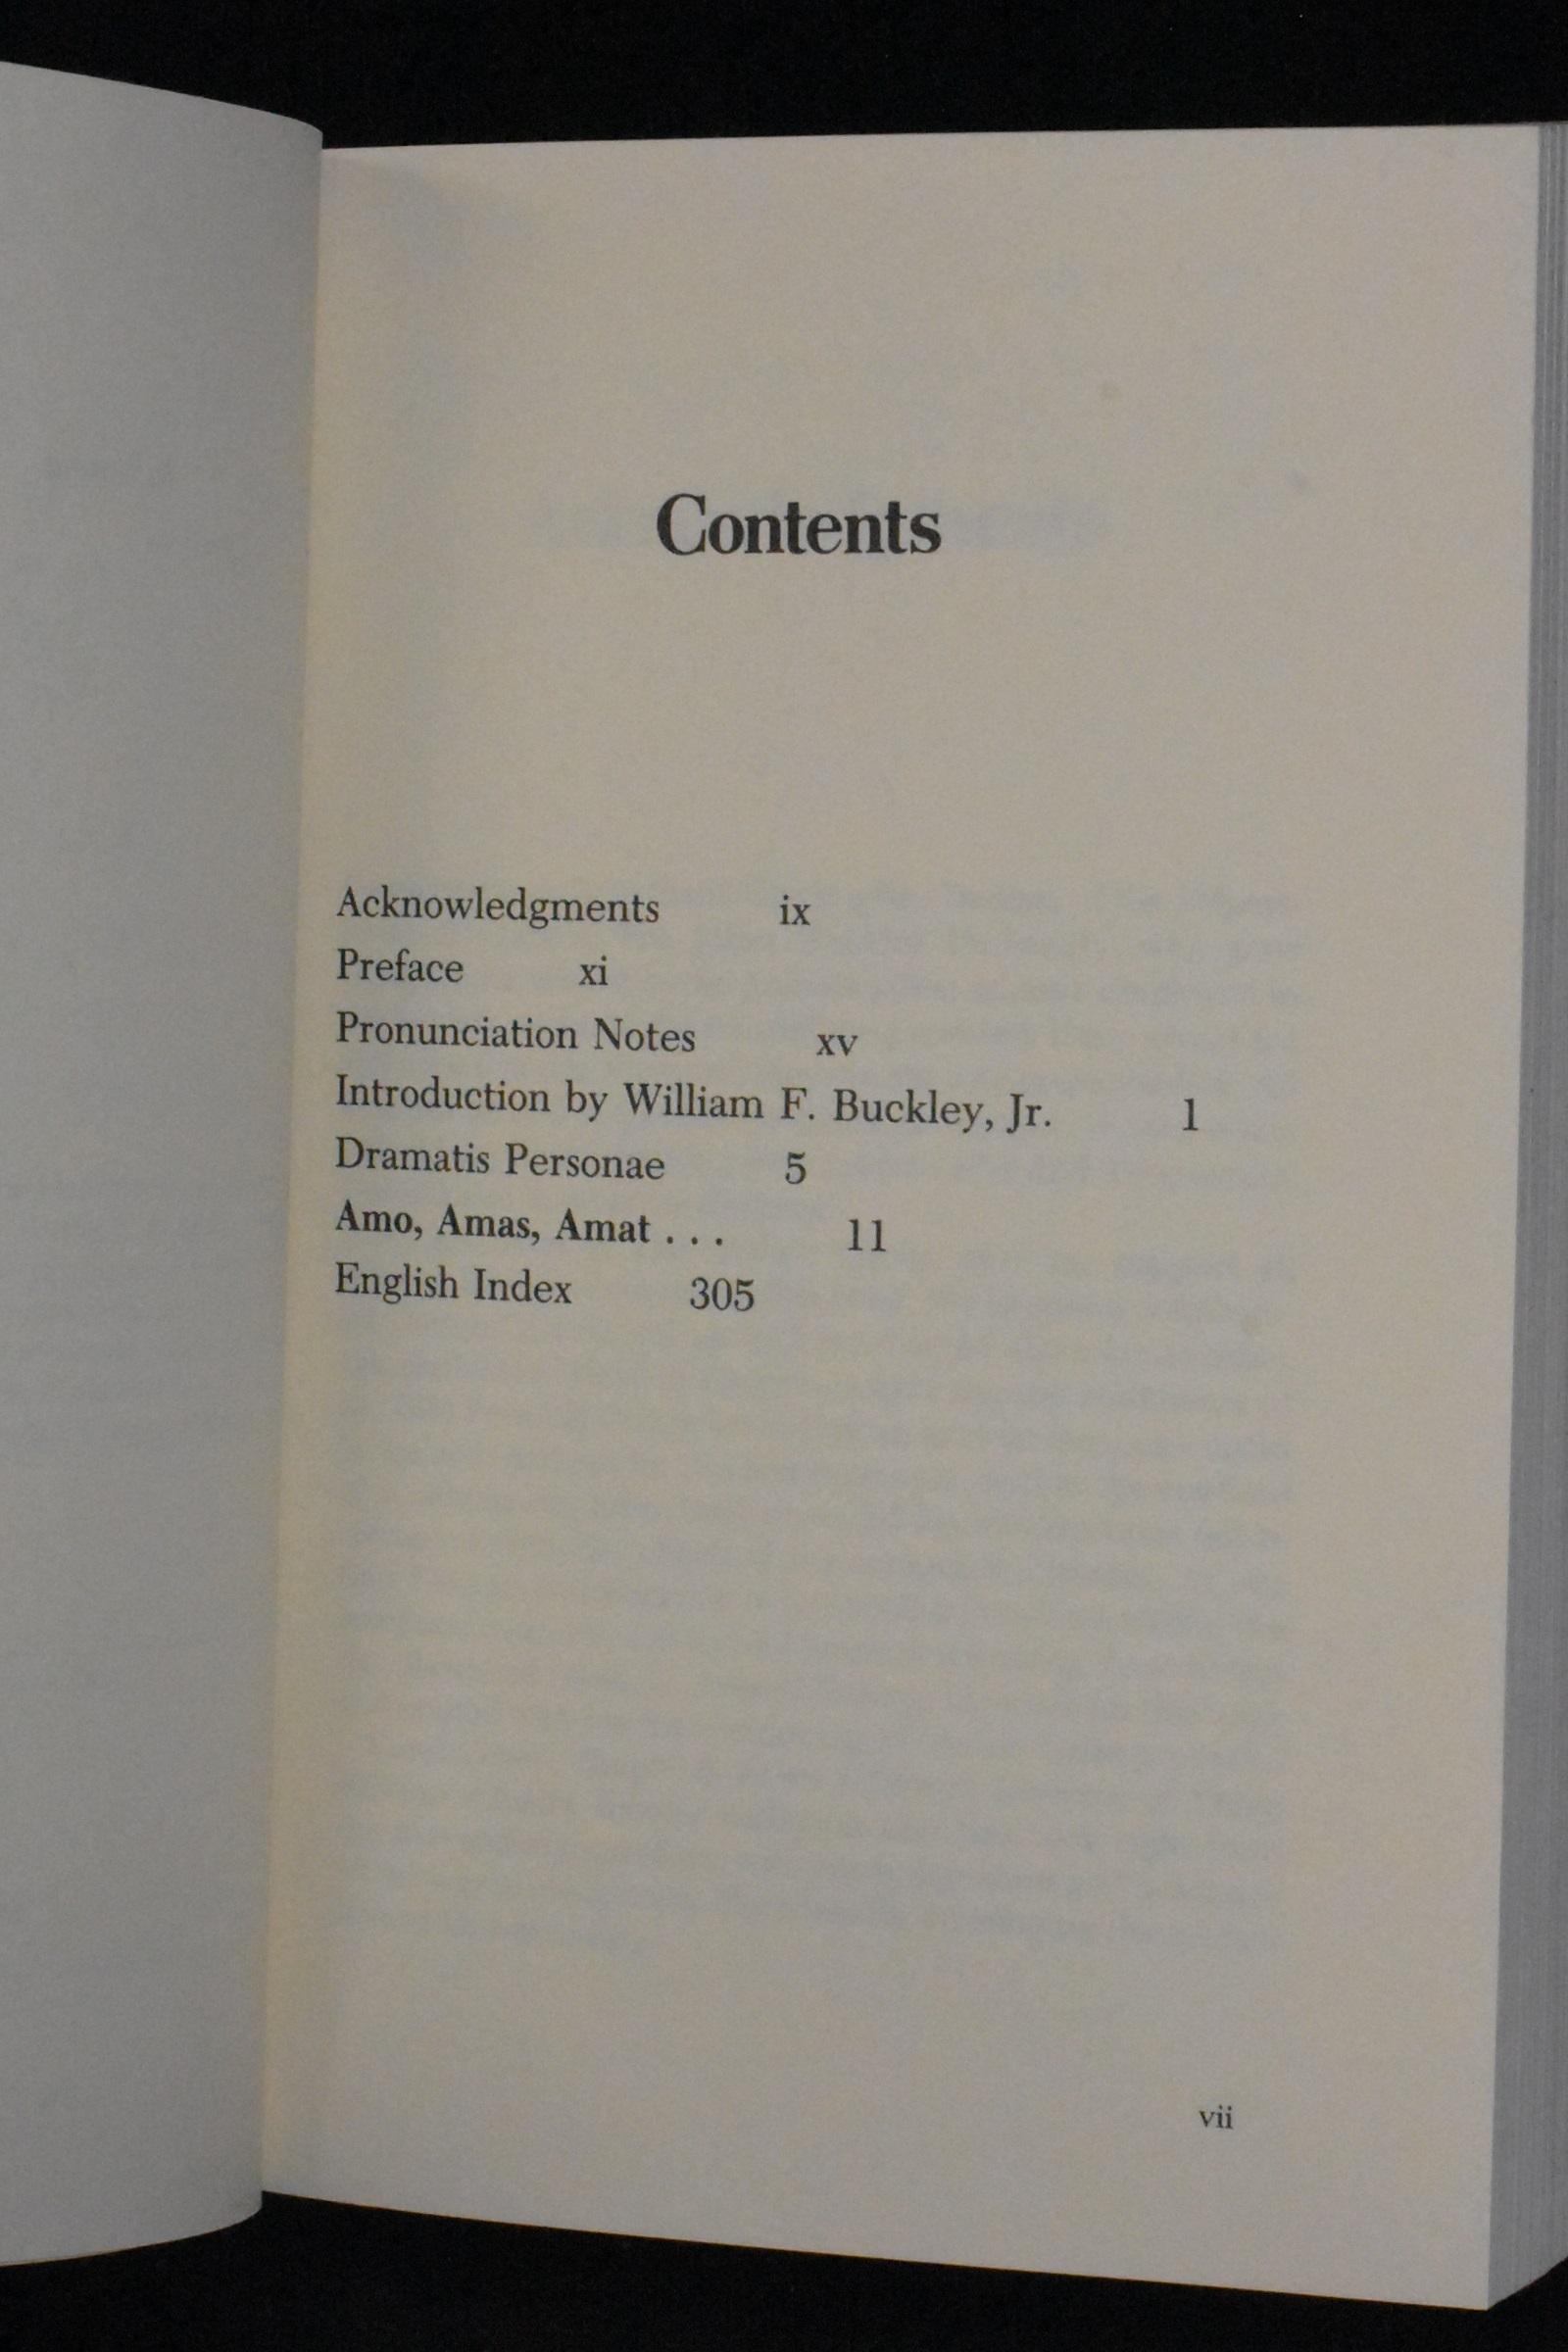 Contents
Acknowledgments ix
Preface xi
Pronunciation Notes xv
Introduction by William F. Buckley, Jr. 1
Dramatis Personae 5
Amo, Amas, Amat . . . 11
English Index 305
vii